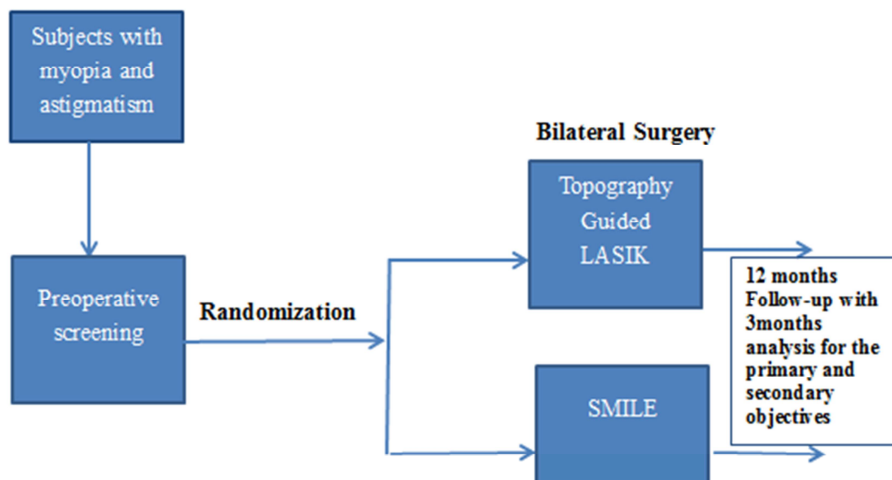 Subjects with
myopia and
astigmatism
Preoperative
screening
Randomization
Bilateral Surgery
Topography
Guided
LASIK
SMILE
12 months
Follow-up with
3months
analysis for the
primary and
secondary
objectives